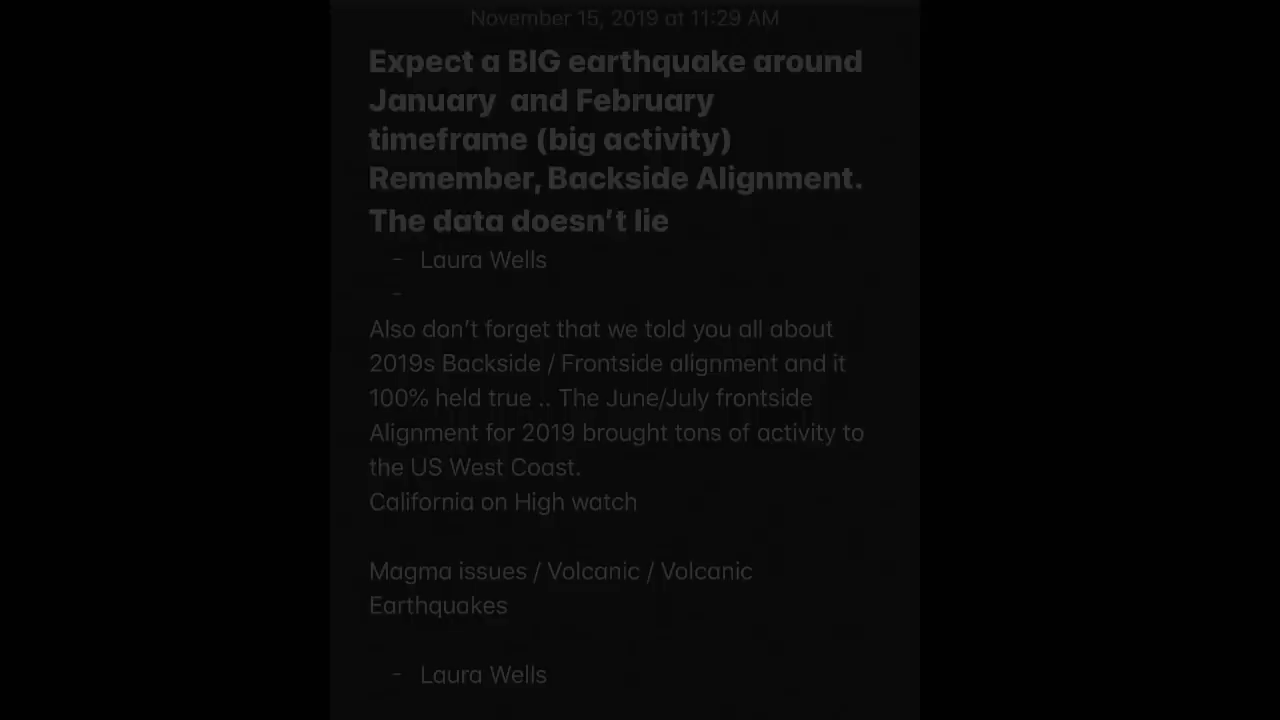 November 15, 2019 at 11:29 AM
Expect a BIG earthquake around
January and February
timeframe (big activity)
Remember, Backside Alignment.
The data doesn't lie
- Laura Wells
-
Also don't forget that we told you all about
2019s Backside / Frontside alignment and it
100% held true .. The June/July frontside
Alignment for 2019 brought tons of activity to
the US West Coast.
California on High watch
Magma issues / Volcanic / Volcanic
Earthquakes
- Laura Wells